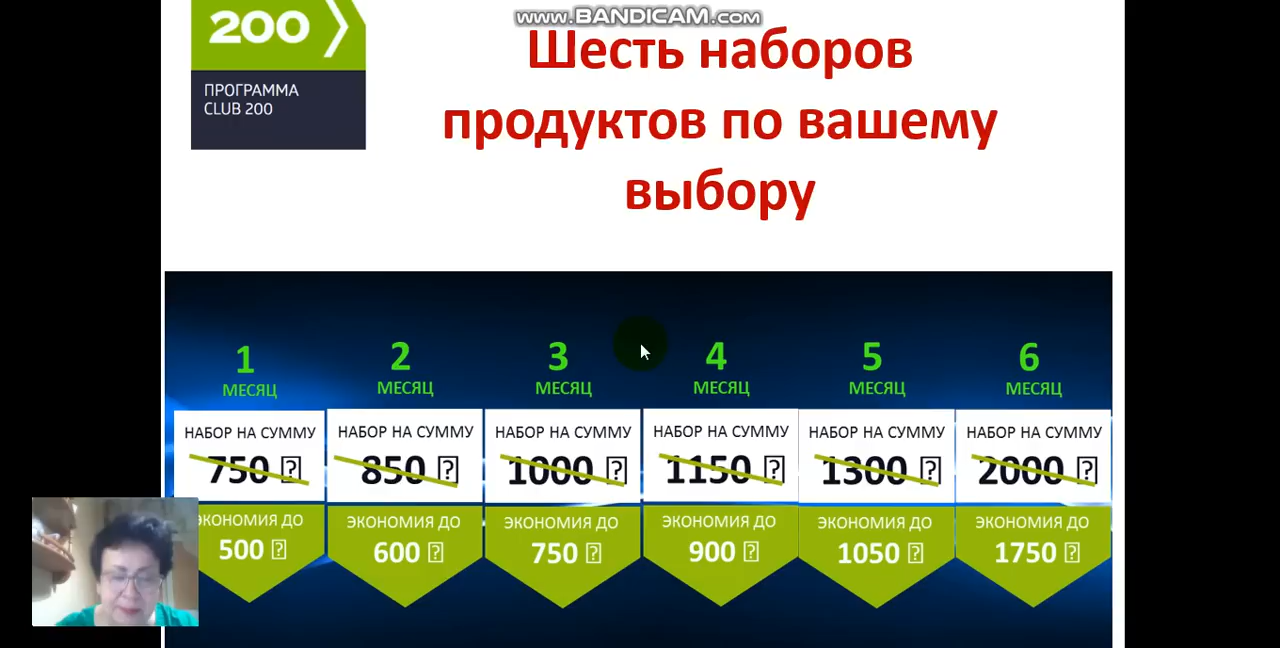 www.BANDICAM.com
200
ПРОГРАММА
CLUB 200
Шесть наборов
продуктов по вашему
выбору
1 2 3 4 5 6
МЕСЯЦ МЕСЯЦ МЕСЯЦ МЕСЯЦ МЕСЯЦ МЕСЯЦ
НАБОР НА СУММУ НАБОР НА СУММУ НАБОР НА СУММУ НАБОР НА СУММУ НАБОР НА СУММУ НАБОР НА СУММУ
750 850 1000 1150 1300 2000
ЭКОНОМИЯ ДО ЭКОНОМИЯ ДО ЭКОНОМИЯ ДО ЭКОНОМИЯ ДО ЭКОНОМИЯ ДО ЭКОНОМИЯ ДО
500 600 750 900 1050 1750